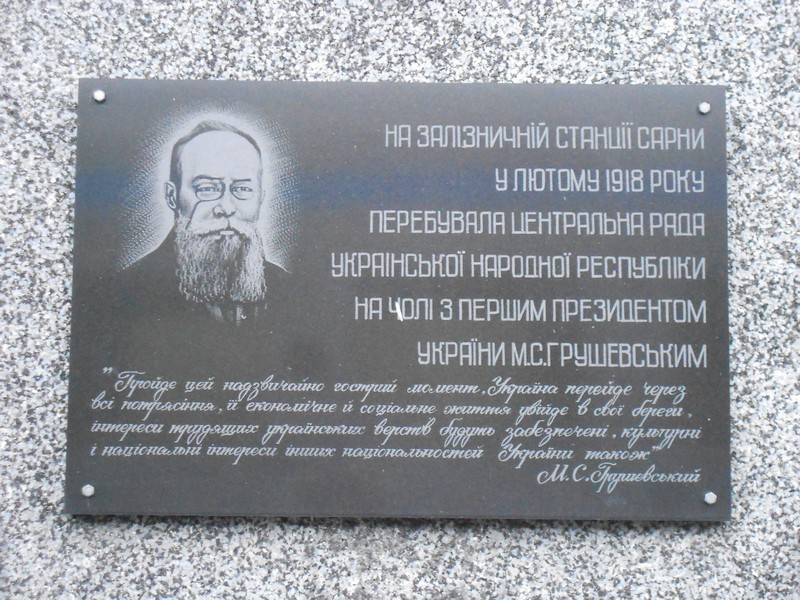 НА ЗАЛІЗНИЧНІЙ СТАНЦІЇ САРНИ
У ЛЮТОМУ 1918 РОКУ
ПЕРЕБУВАЛА ЦЕНТРАЛЬНА РАДА
УКРАЇНСЬКОЇ НАРОДНОЇ РЕСПУБЛІКИ
НА ЧОЛІ З ПЕРШИМ ПРЕЗИДЕНТОМ
УКРАЇНИ М.С.ГРУШЕВСЬКИМ
"Пройде цей надзвичайно гострий момент, Україна перейде через
всі потрясіння, її економічне й соціальне життя увійде в свої береги,
інтереси трудящих українських верств будуть забезпечені, культурні
і національні інтереси інших національностей України також"
М.С.Грушевський